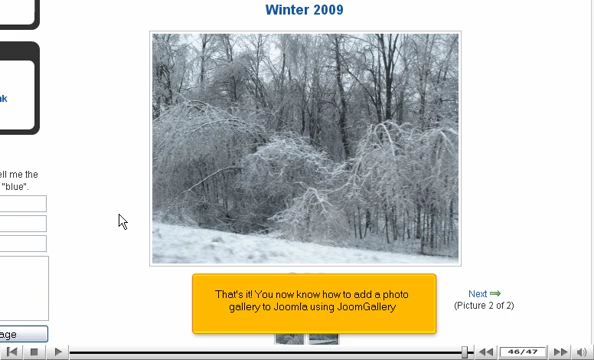 Winter 2009
ell me the
"blue".
That's it! You now know how to add a photo
gallery to Joomla using JoomGallery
Next
(Picture 2 of 2)
46/47